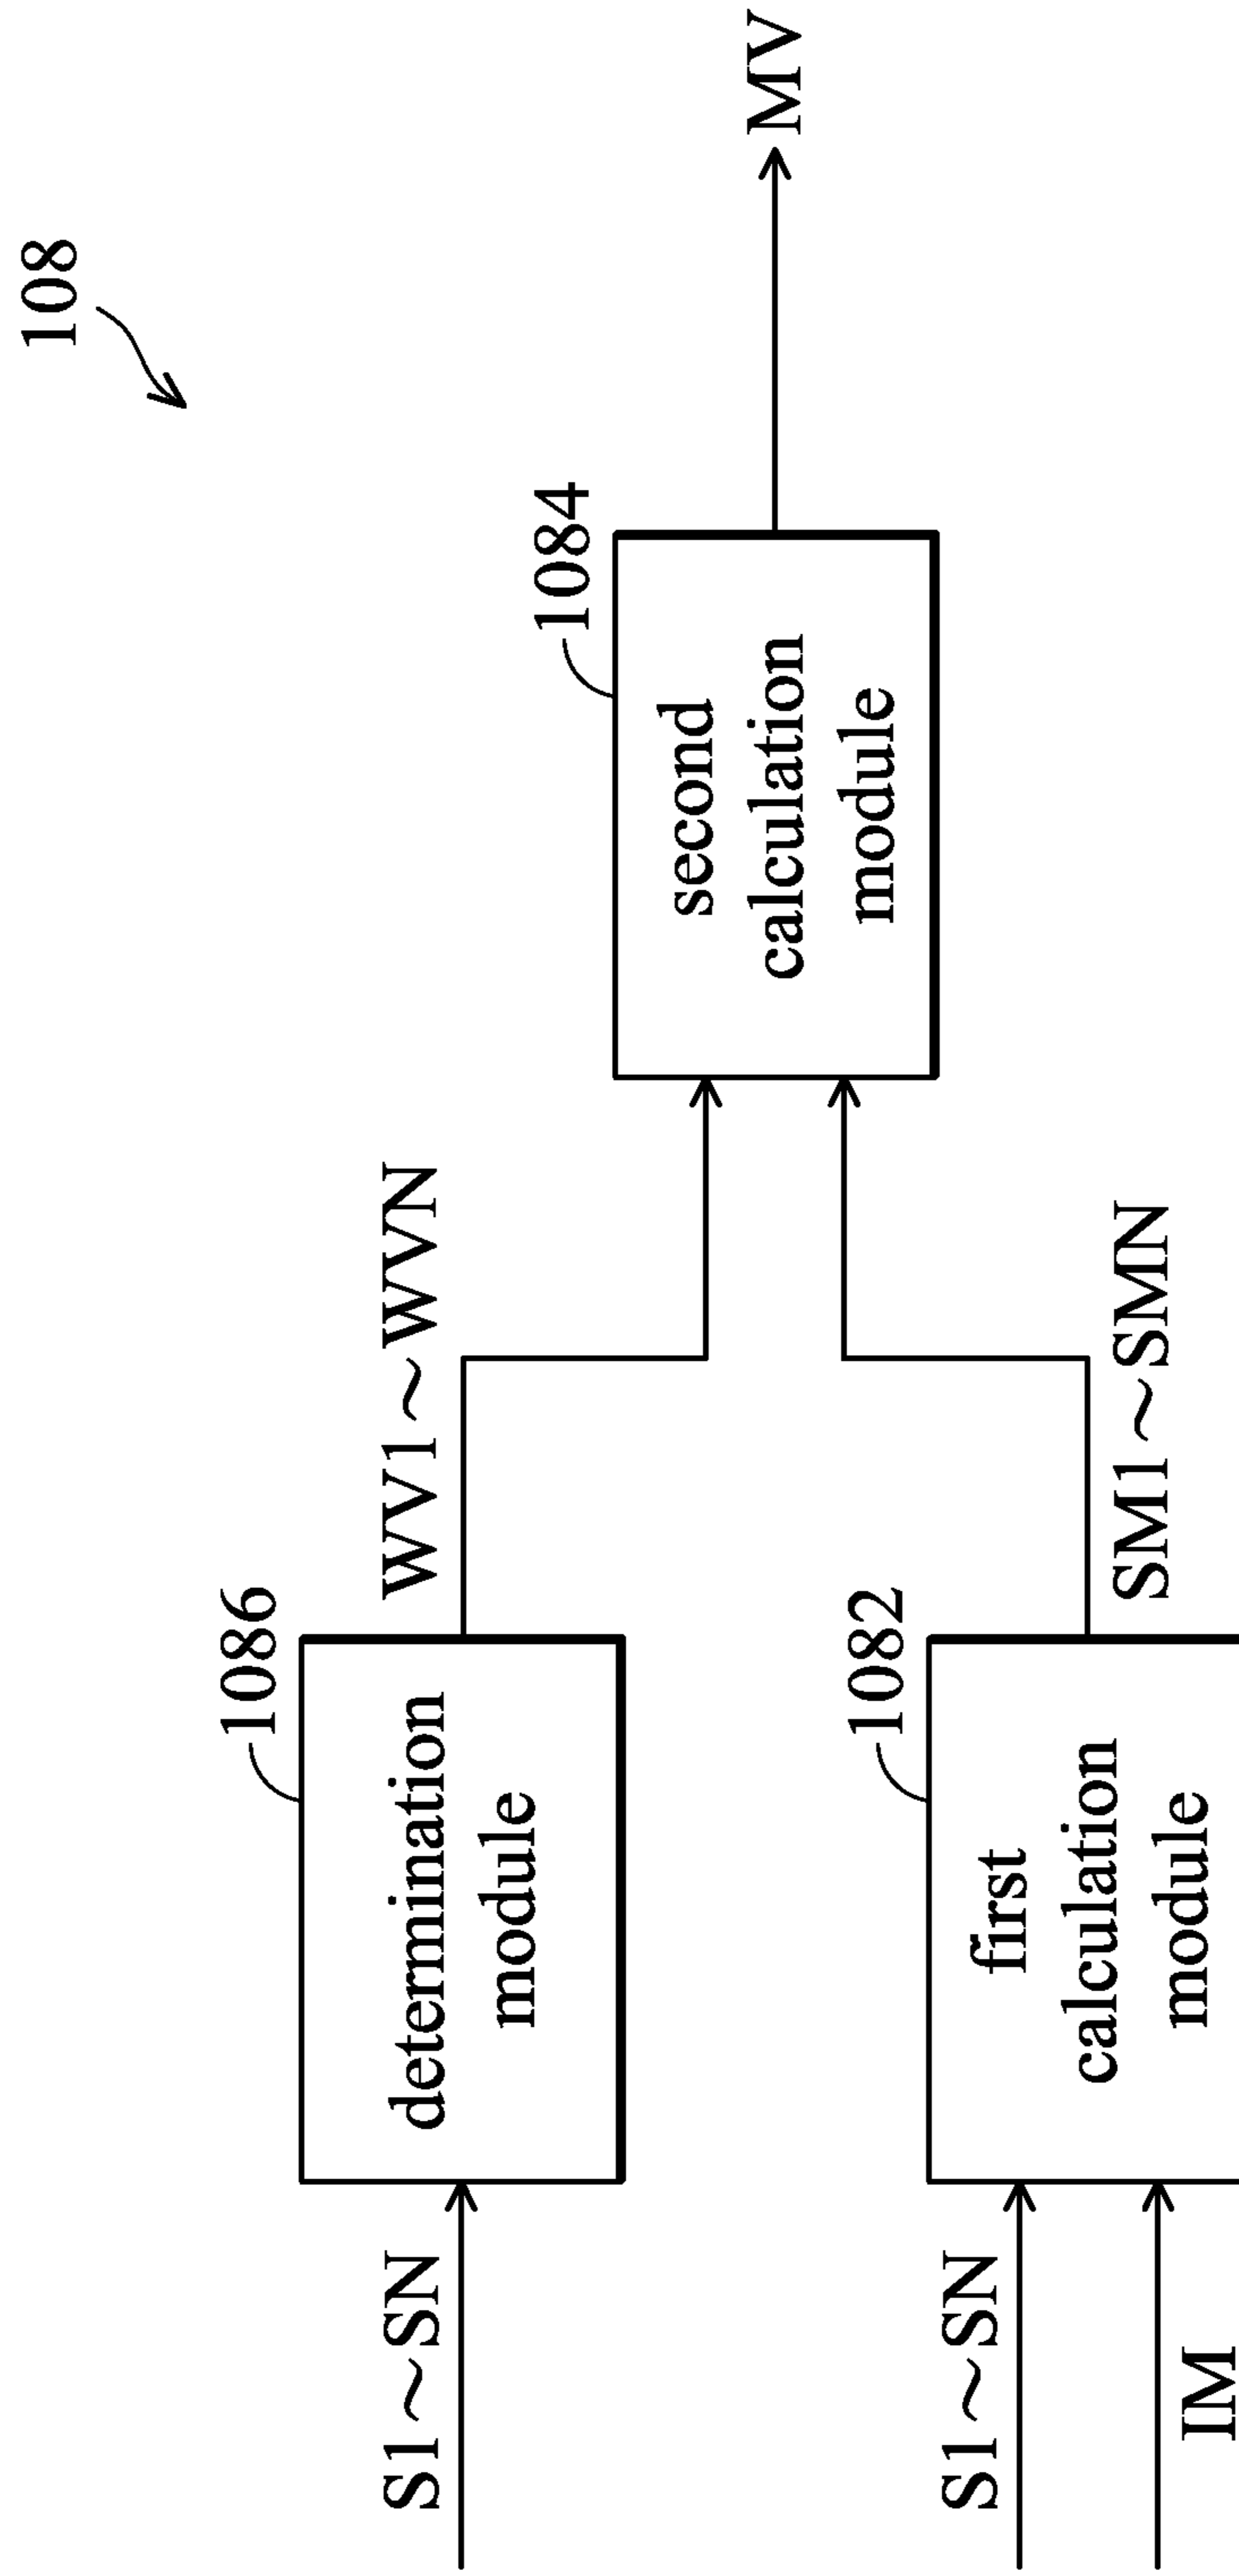 108
S1~SN
1086
determination
module
WV1~WVN
1084
second
calculation
module
MV
S1~SN
IM
1082
first
calculation
module
SM1~SMN